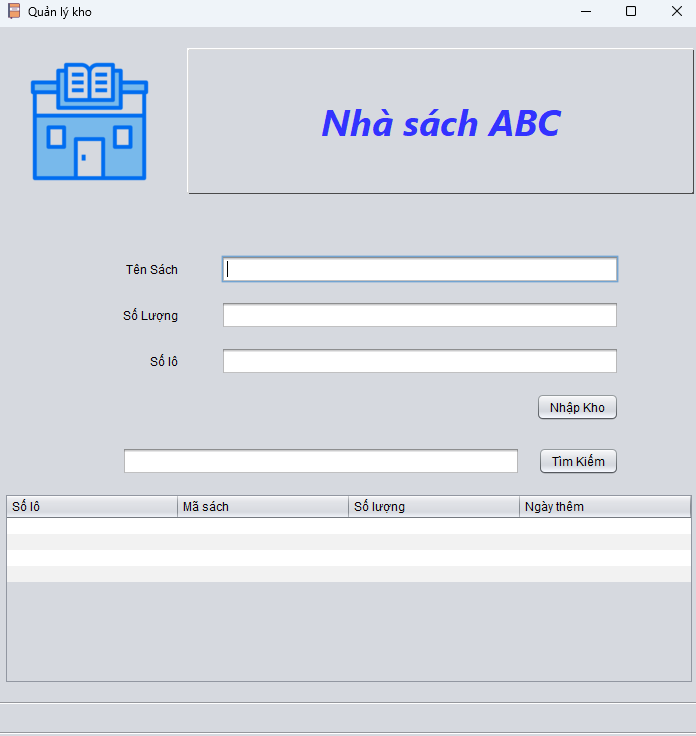 Quản lý kho
Nhà sách ABC
Tên Sách
Số Lượng
Số lô
Nhập Kho
Tìm Kiếm
Số lô Mã sách Số lượng Ngày thêm